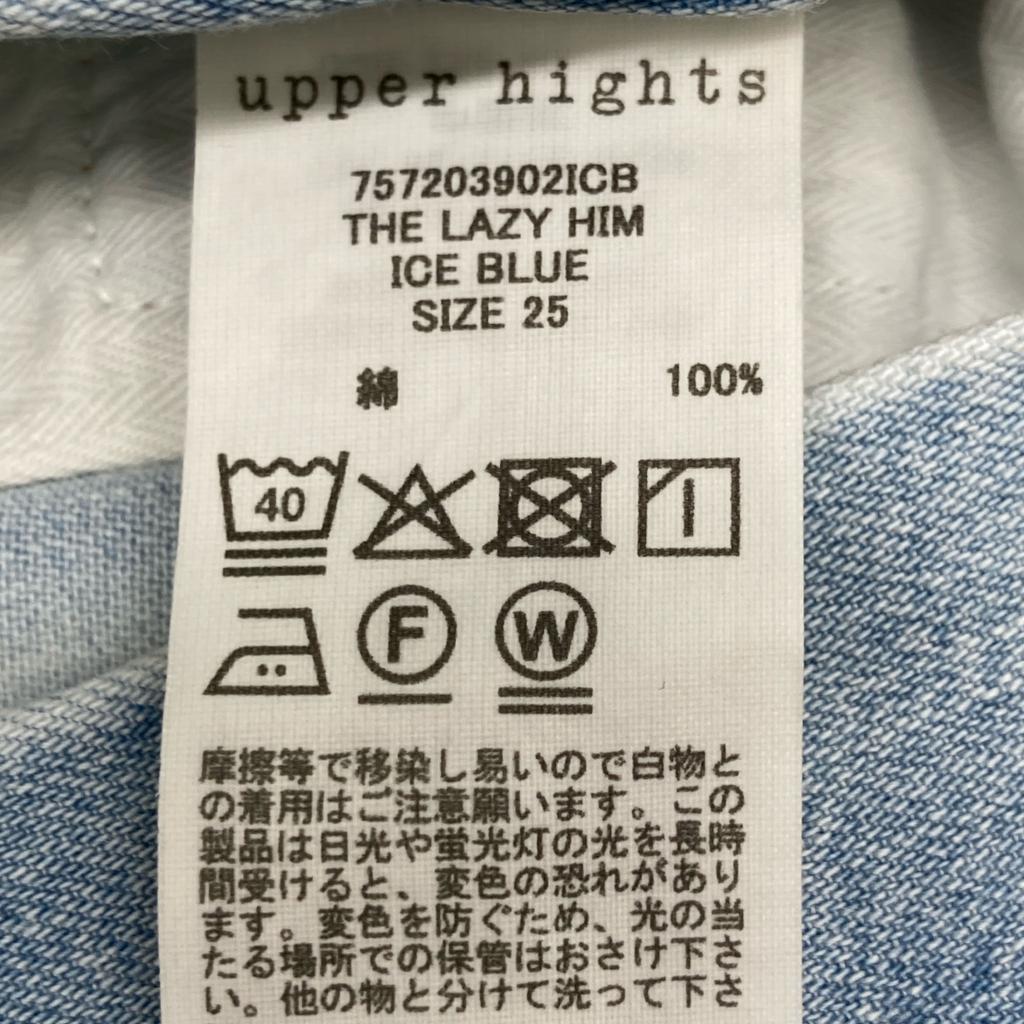 upper hights
757203902ICB
THE LAZY HIM
ICE BLUE
SIZE 25
綿 100%
40
F W
摩擦等で移染し易いので白物と
の着用はご注意願います。この
製品は日光や蛍光灯の光を長時
間受けると、変色の恐れがあり
ます。変色を防ぐため、光の当
たる場所での保管はおさけ下さ
い。他の物と分けて洗って下さ